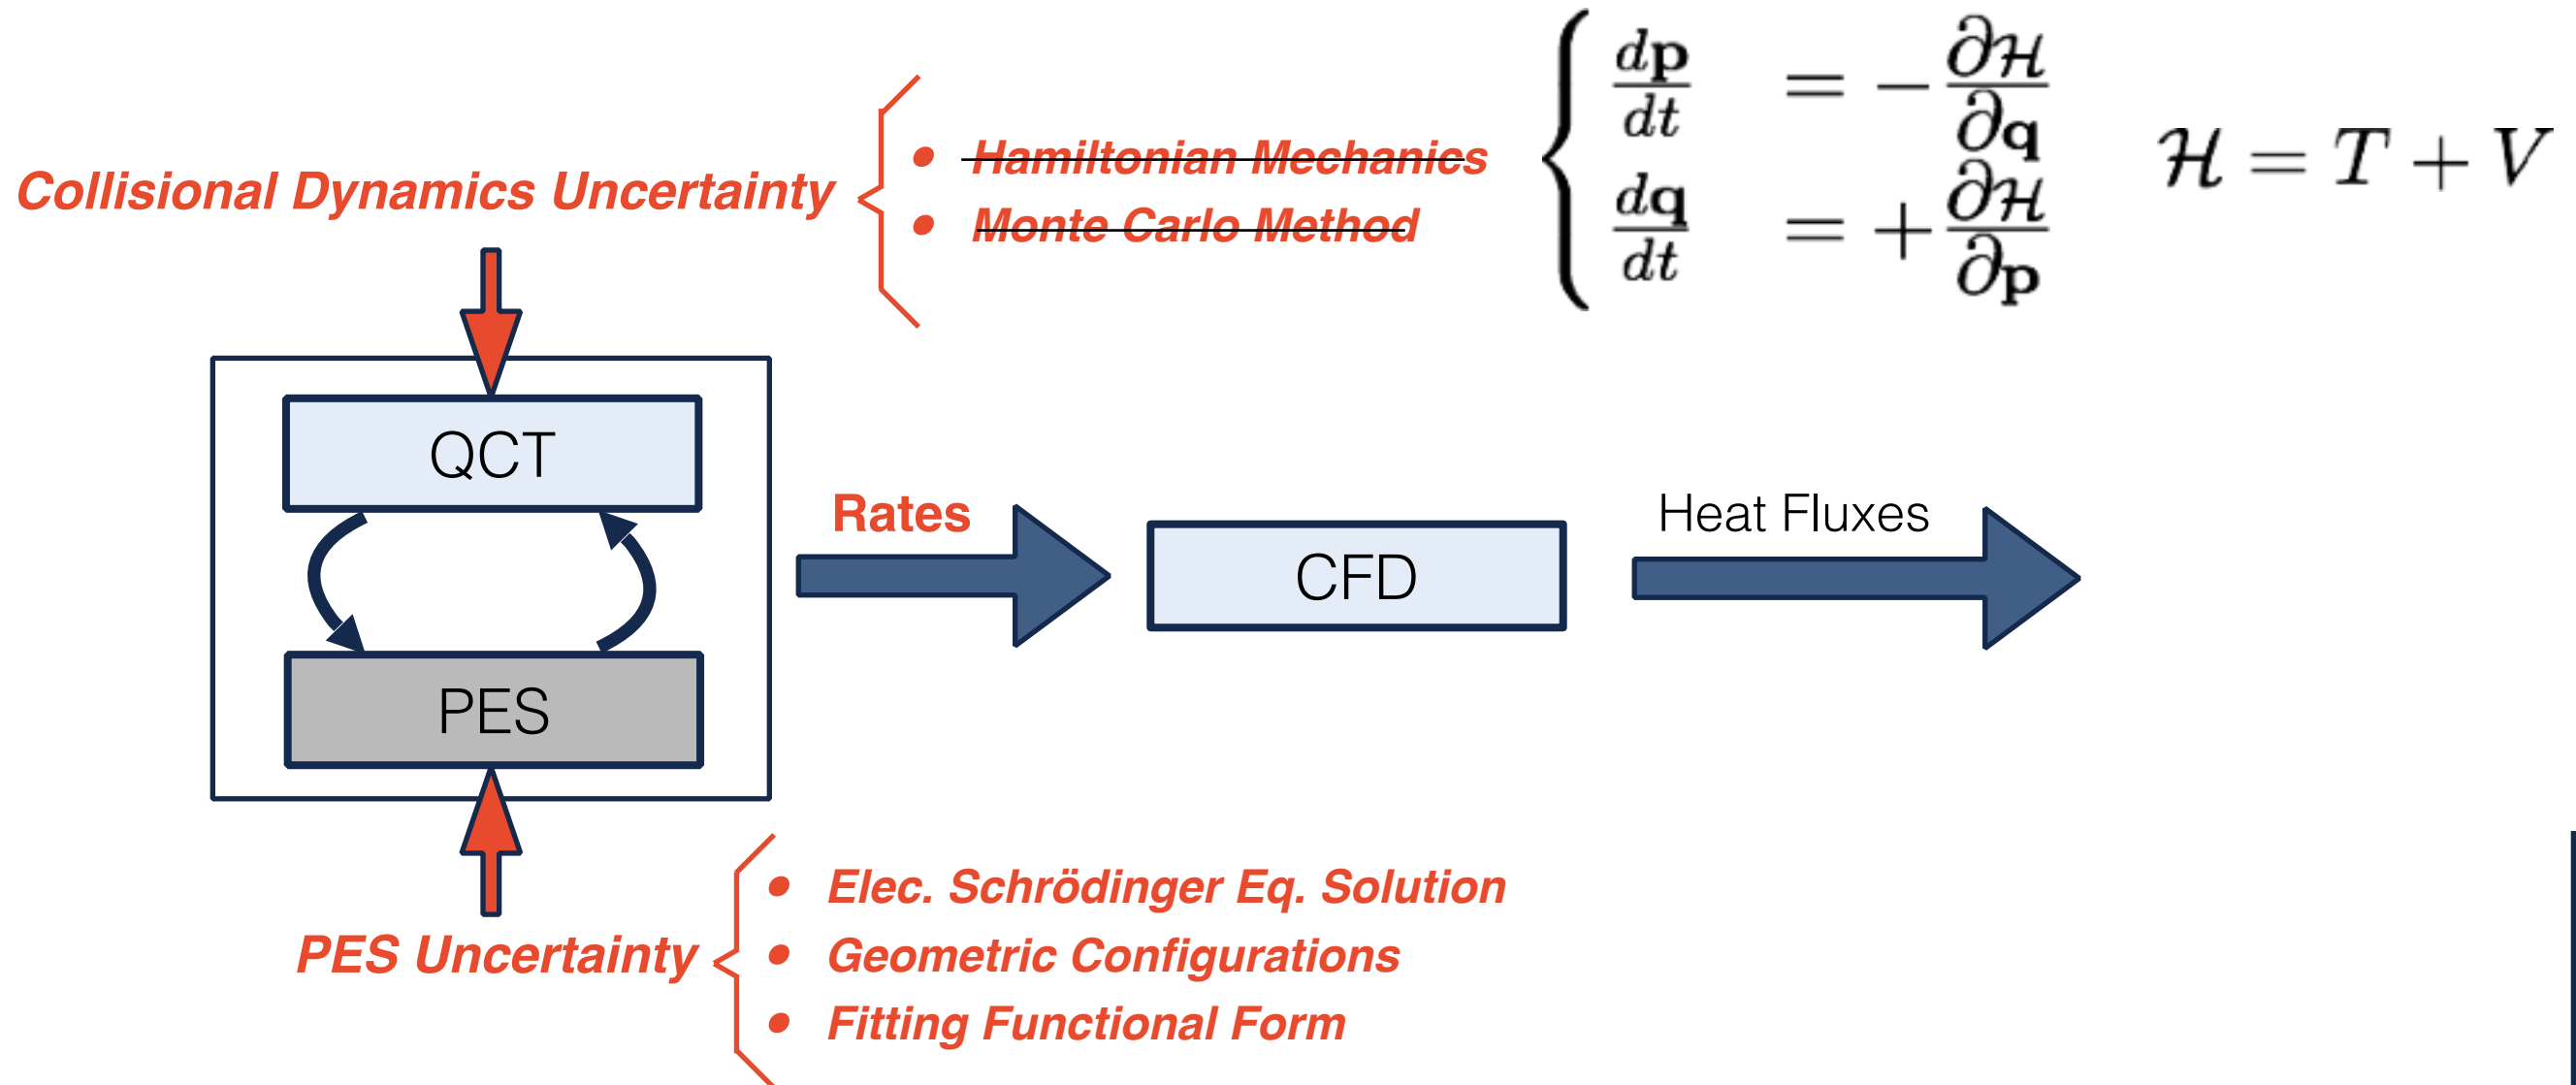 Collisional Dynamics Uncertainty
• Hamiltonian Mechanics
• Monte Carlo Method
d𝐩/dt = − ∂ℋ/∂𝐪
d𝐪/dt = + ∂ℋ/∂𝐩
ℋ = T + V
QCT
PES
Rates
CFD
Heat Fluxes
PES Uncertainty
• Elec. Schrödinger Eq. Solution
• Geometric Configurations
• Fitting Functional Form